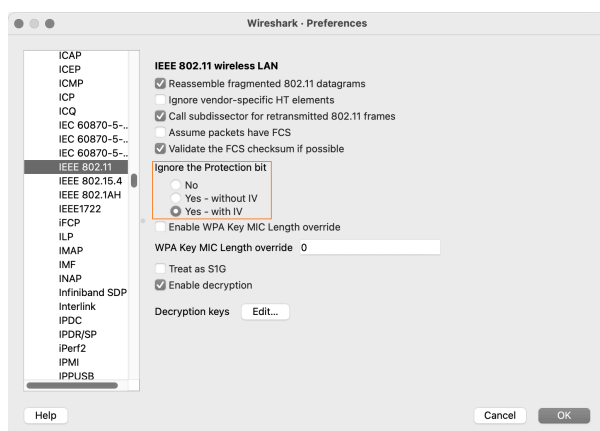 Wireshark · Preferences
ICAP
ICEP
ICMP
ICP
ICQ
IEC 60870-5-..
IEC 60870-5-..
IEC 60870-5-..
IEEE 802.11
IEEE 802.15.4
IEEE 802.1AH
IEEE1722
iFCP
ILP
IMAP
IMF
INAP
Infiniband SDP
Interlink
IPDC
IPDR/SP
iPerf2
IPMI
IPPUSB
IEEE 802.11 wireless LAN
Reassemble fragmented 802.11 datagrams
Ignore vendor-specific HT elements
Call subdissector for retransmitted 802.11 frames
Assume packets have FCS
Validate the FCS checksum if possible
Ignore the Protection bit
No
Yes - without IV
Yes - with IV
Enable WPA Key MIC Length override
WPA Key MIC Length override 0
Treat as S1G
Enable decryption
Decryption keys Edit...
Help
Cancel
OK